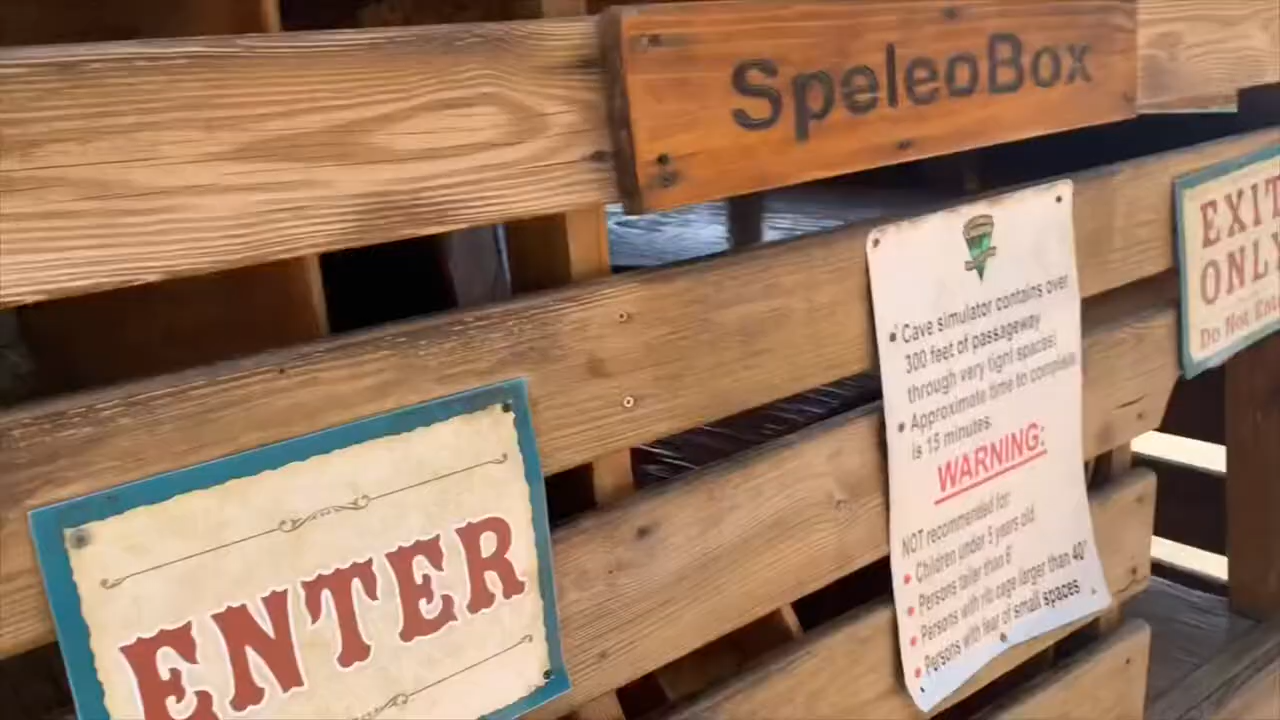 SpeleoBox
• Cave simulator contains over
300 feet of passageway
through very tight spaces!
• Approximate time to complete
is 15 minutes.
WARNING:
NOT recommended for:
• Children under 5 years old
• Persons taller than 6'
• Persons with rib cage larger than 40"
• Persons with fear of small spaces
EXIT
ONLY
Do Not
ENTER